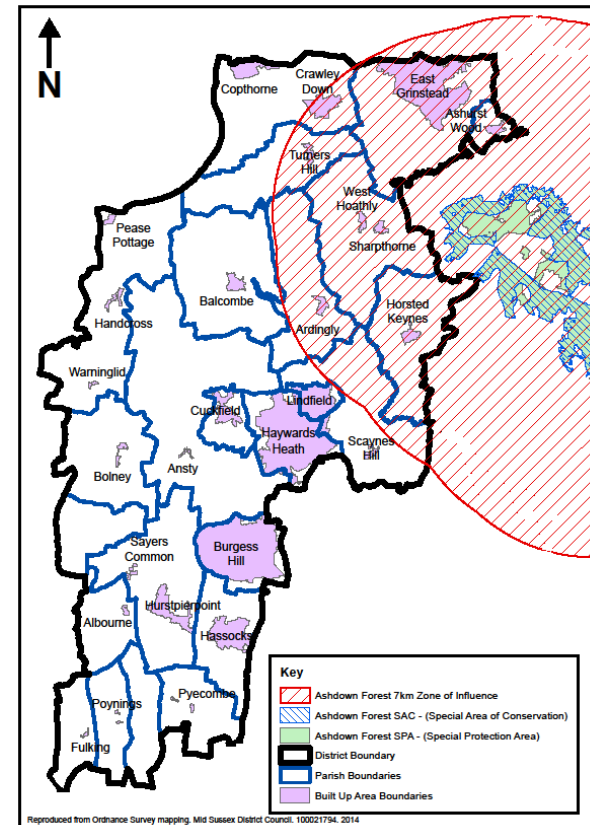 N
Copthorne
Crawley
Down
East
Grinstead
Ashurst
Wood
Turners
Hill
West
Hoathly
Sharpthorne
Pease
Pottage
Balcombe
Handcross
Ardingly
Horsted
Keynes
Warninglid
Cuckfield
Lindfield
Haywards
Heath
Scaynes
Hill
Bolney
Ansty
Sayers
Common
Burgess
Hill
Hurstpierpoint
Albourne
Hassocks
Poynings
Pyecombe
Fulking
Key
Ashdown Forest 7km Zone of Influence
Ashdown Forest SAC - (Special Area of Conservation)
Ashdown Forest SPA - (Special Protection Area)
District Boundary
Parish Boundaries
Built Up Area Boundaries
Reproduced from Ordnance Survey mapping. Mid Sussex District Council. 100021794. 2014